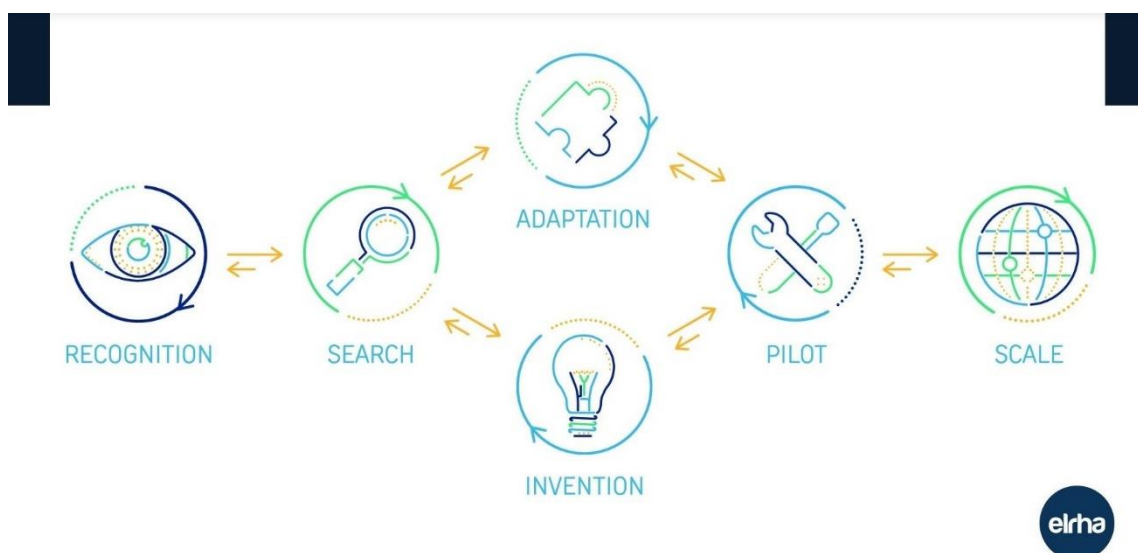 ADAPTATION
RECOGNITION
SEARCH
PILOT
SCALE
INVENTION
elrha